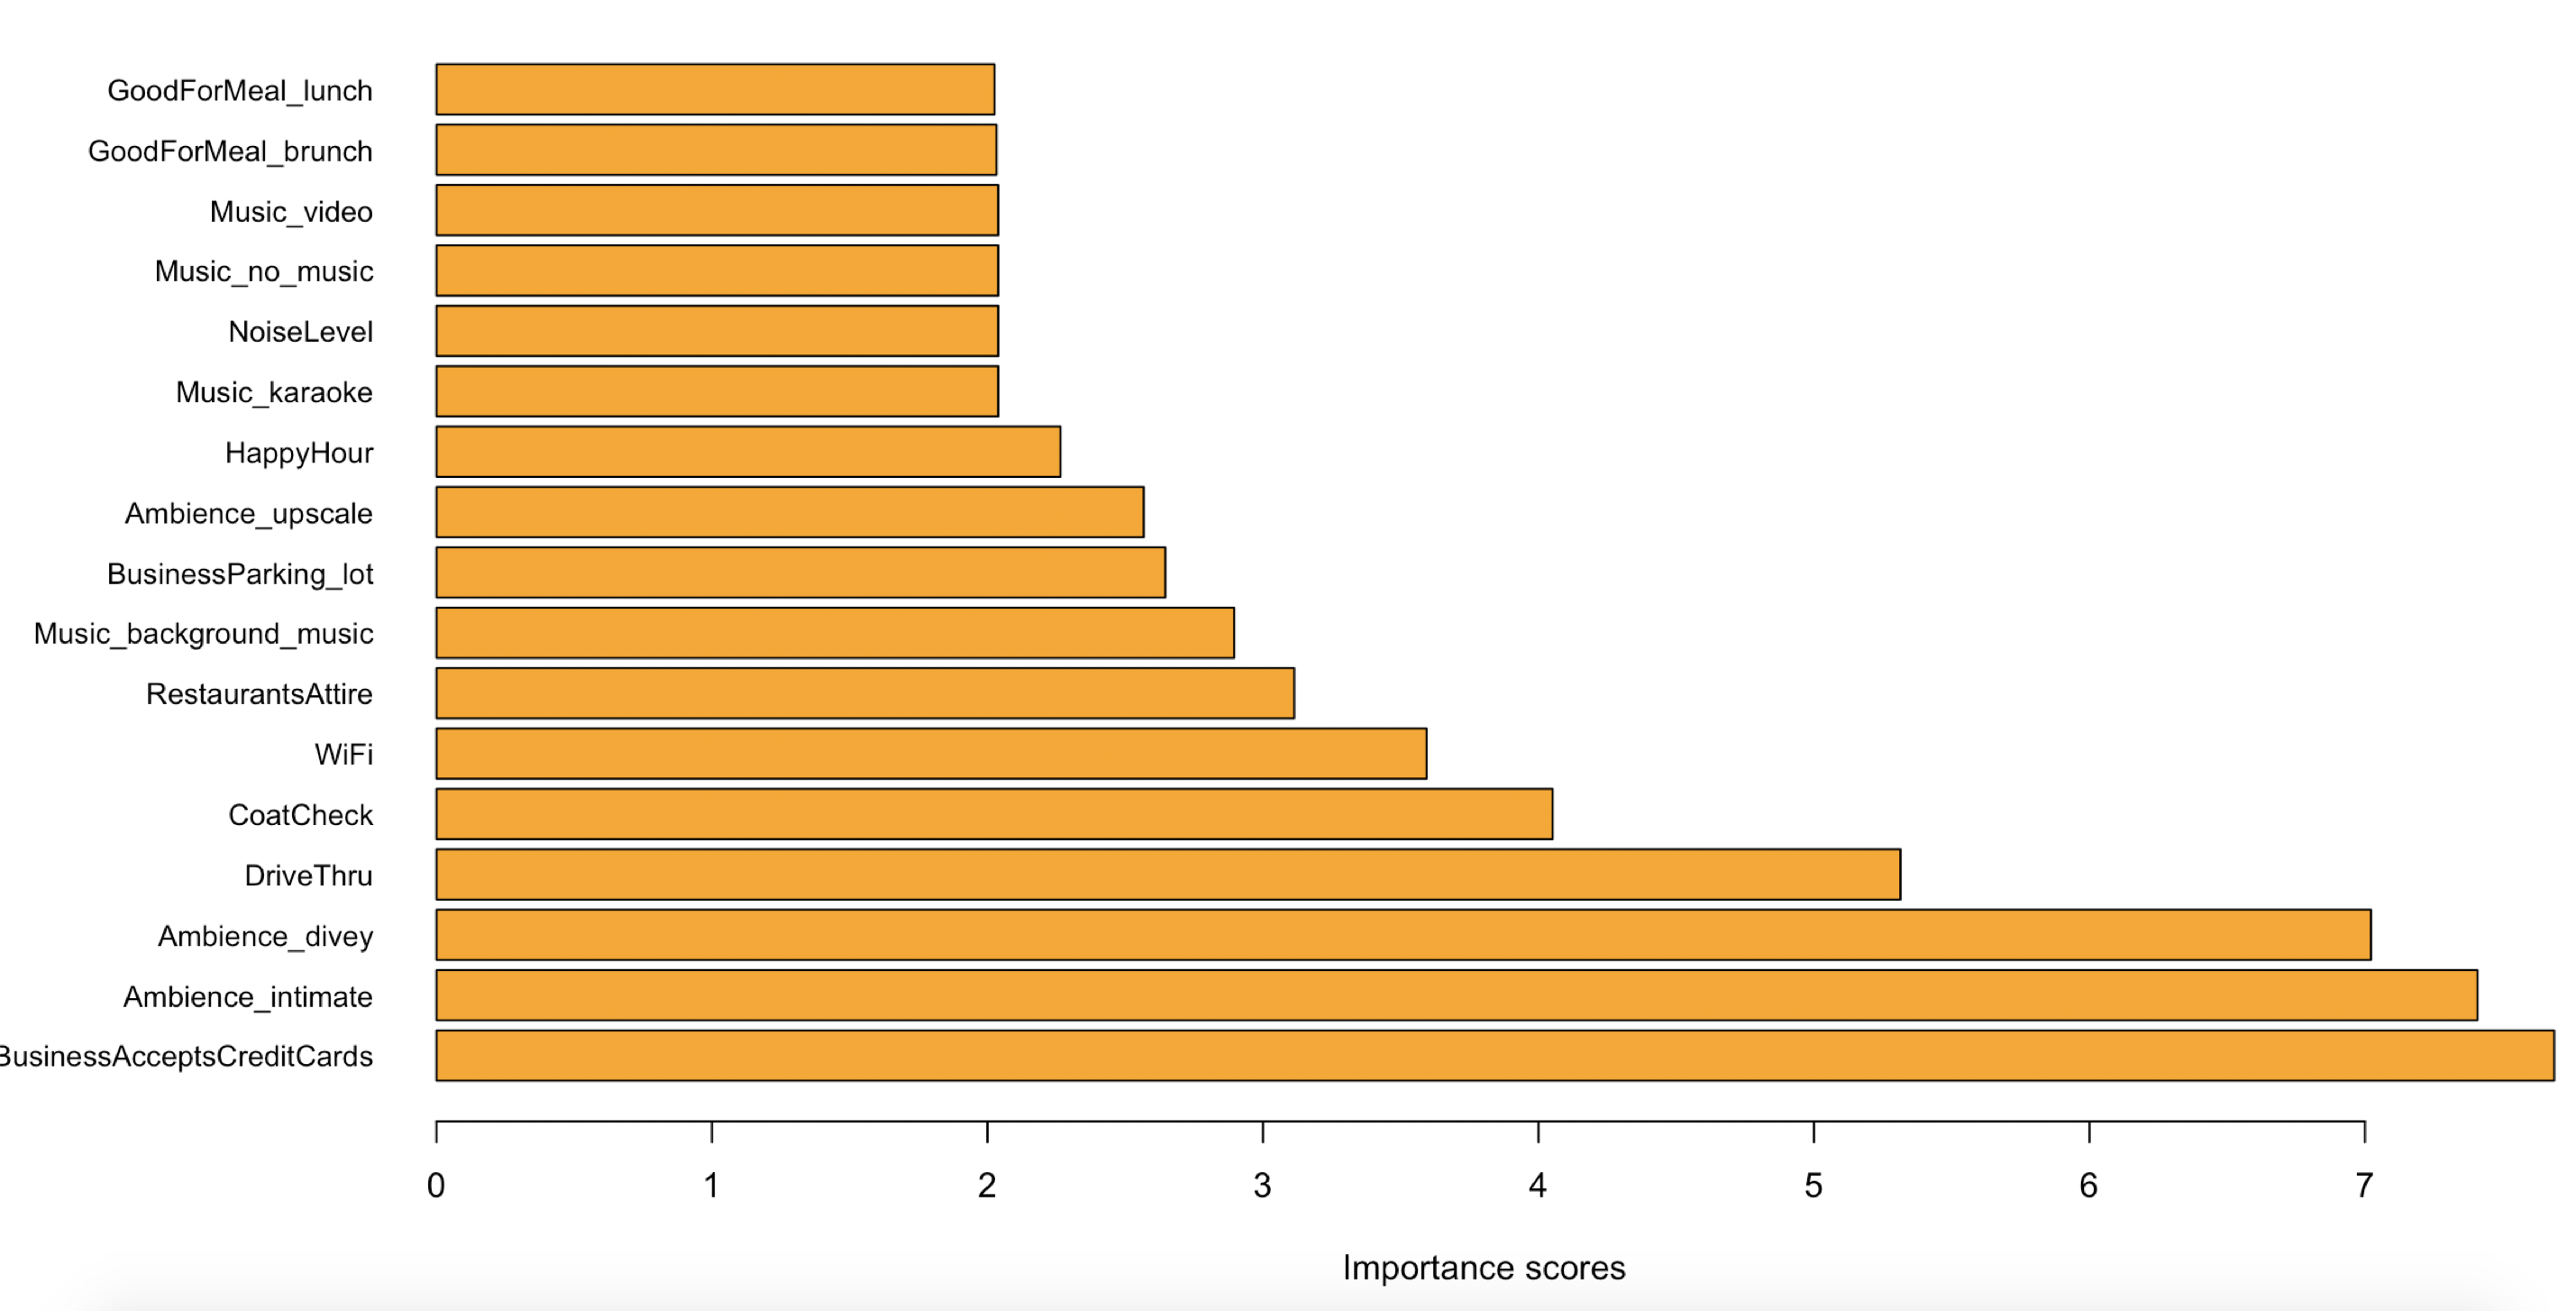 GoodForMeal_lunch
GoodForMeal_brunch
Music_video
Music_no_music
NoiseLevel
Music_karaoke
HappyHour
Ambience_upscale
BusinessParking_lot
Music_background_music
RestaurantsAttire
WiFi
CoatCheck
DriveThru
Ambience_divey
Ambience_intimate
BusinessAcceptsCreditCards
0 1 2 3 4 5 6 7
Importance scores